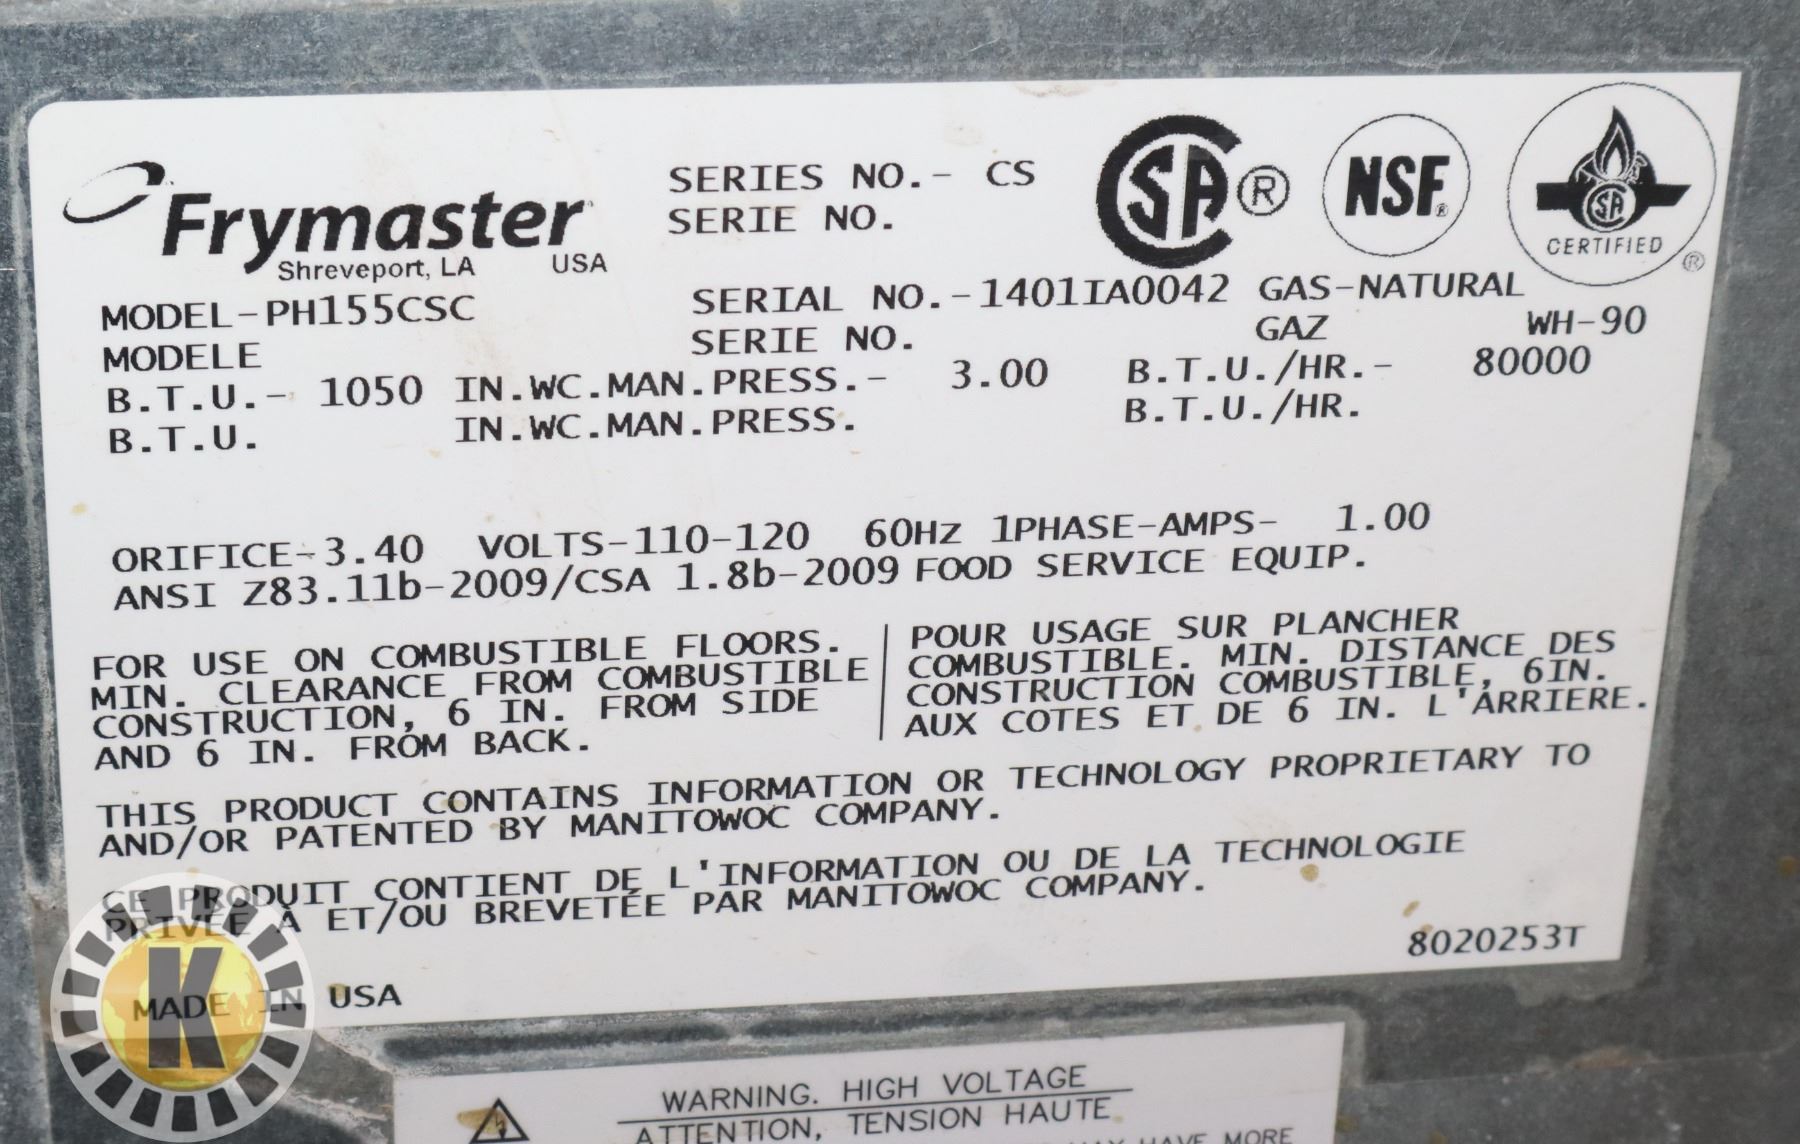 Frymaster
Shreveport, LA USA
SERIES NO.- CS
SERIE NO.
CSA ®
NSF®
CSA
CERTIFIED ®
MODEL-PH155CSC SERIAL NO.-1401IA0042 GAS-NATURAL
MODELE SERIE NO. GAZ WH-90
B.T.U.- 1050 IN.WC.MAN.PRESS.- 3.00 B.T.U./HR.- 80000
B.T.U. IN.WC.MAN.PRESS. B.T.U./HR.
ORIFICE-3.40 VOLTS-110-120 60HZ 1PHASE-AMPS- 1.00
ANSI Z83.11b-2009/CSA 1.8b-2009 FOOD SERVICE EQUIP.
FOR USE ON COMBUSTIBLE FLOORS.
MIN. CLEARANCE FROM COMBUSTIBLE
CONSTRUCTION, 6 IN. FROM SIDE
AND 6 IN. FROM BACK.
POUR USAGE SUR PLANCHER
COMBUSTIBLE. MIN. DISTANCE DES
CONSTRUCTION COMBUSTIBLE, 6IN.
AUX COTES ET DE 6 IN. L'ARRIERE.
THIS PRODUCT CONTAINS INFORMATION OR TECHNOLOGY PROPRIETARY TO
AND/OR PATENTED BY MANITOWOC COMPANY.
CE PRODUIT CONTIENT DE L'INFORMATION OU DE LA TECHNOLOGIE
PRIVEE À ET/OU BREVETÉE PAR MANITOWOC COMPANY.
8020253T
MADE IN USA
K
WARNING. HIGH VOLTAGE
ATTENTION, TENSION HAUTE
HAVE MORE